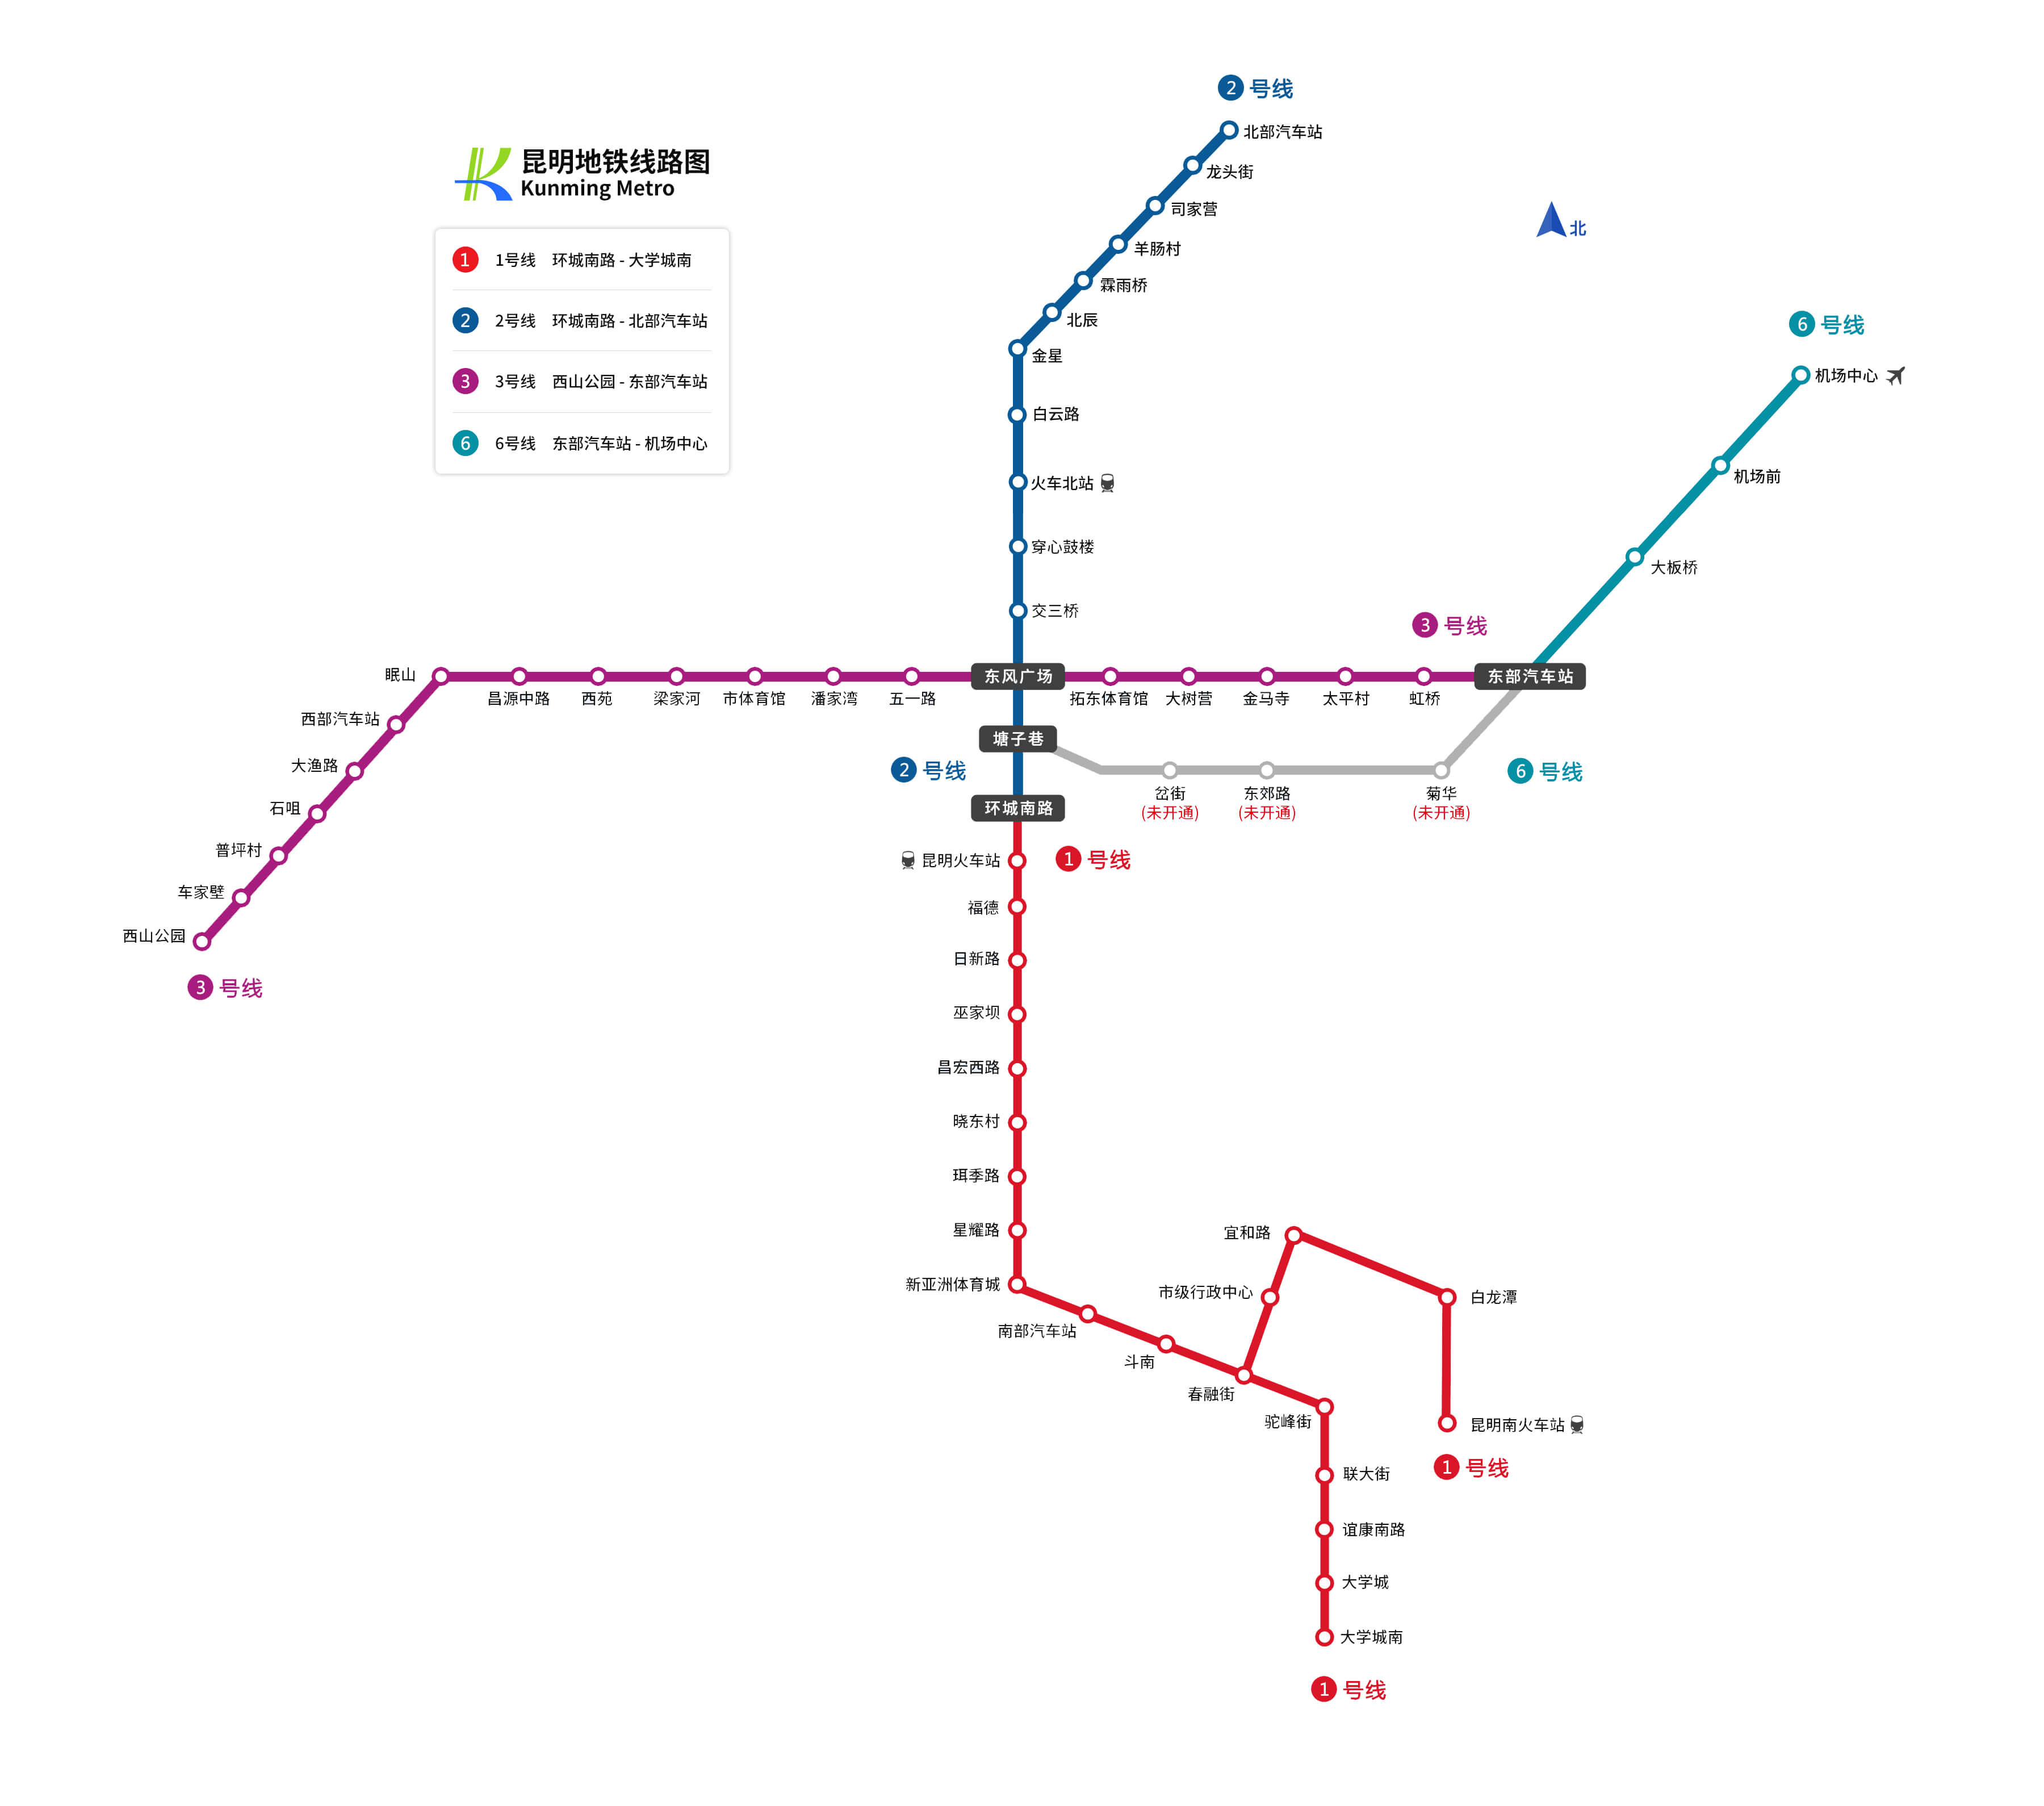 2 号线
北部汽车站
昆明地铁线路图
Kunming Metro
龙头街
司家营
北
羊肠村
1 1号线 环城南路 - 大学城南
霖雨桥
2 2号线 环城南路 - 北部汽车站
北辰
6 号线
金星
3 3号线 西山公园 - 东部汽车站
机场中心
白云路
6 6号线 东部汽车站 - 机场中心
机场前
火车北站
穿心鼓楼
大板桥
交三桥
3 号线
眠山
东风广场
东部汽车站
昌源中路
西苑
梁家河
市体育馆
潘家湾
五一路
拓东体育馆
大树营
金马寺
太平村
虹桥
西部汽车站
塘子巷
大渔路
2 号线
6 号线
岔街
(未开通)
东郊路
(未开通)
菊华
(未开通)
石咀
环城南路
普坪村
昆明火车站
1 号线
车家壁
福德
西山公园
日新路
3 号线
巫家坝
昌宏西路
晓东村
珥季路
星耀路
宜和路
新亚洲体育城
市级行政中心
白龙潭
南部汽车站
斗南
春融街
驼峰街
昆明南火车站
1 号线
联大街
谊康南路
大学城
大学城南
1 号线